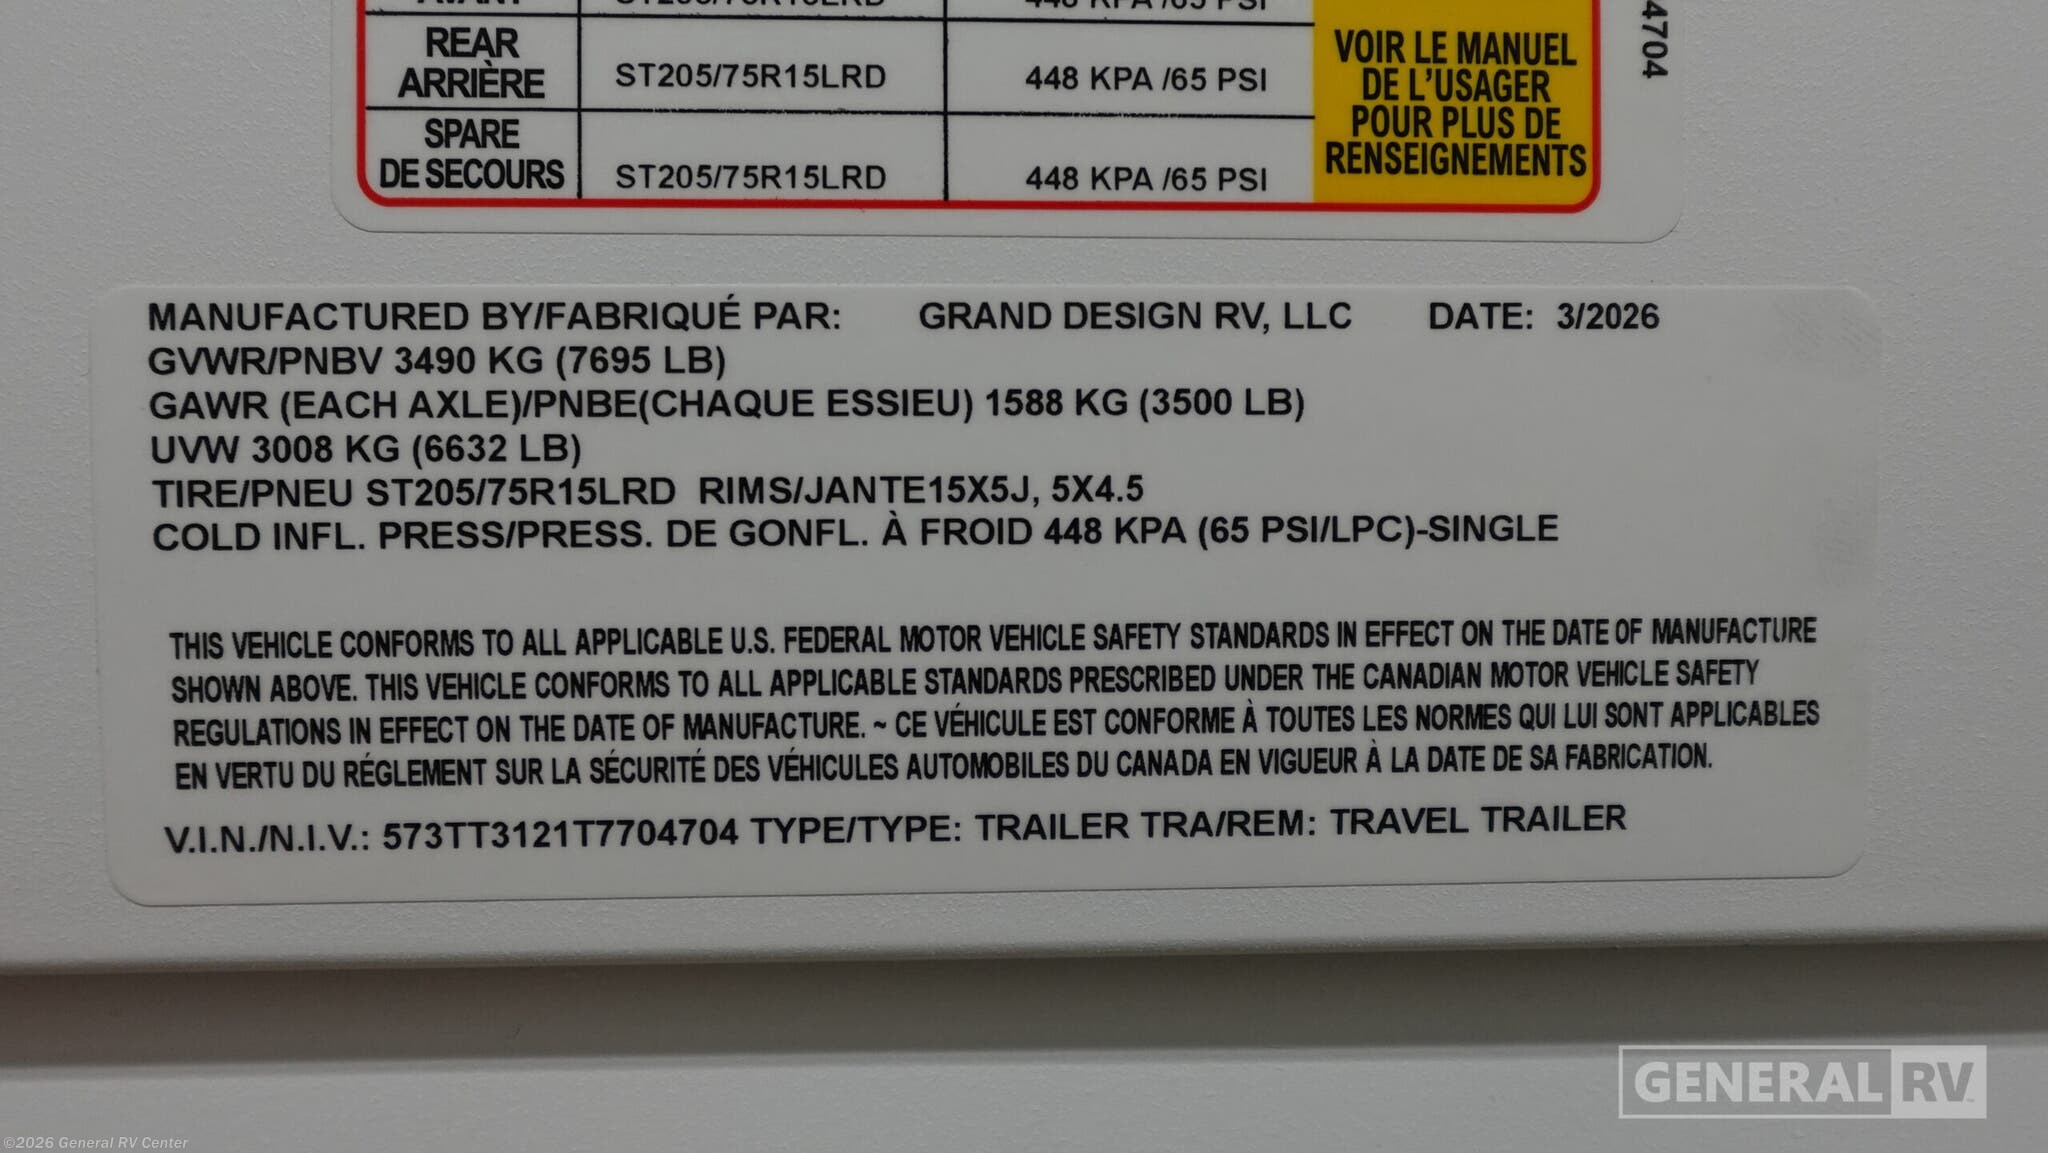 AVANT ST205/75R15LRD 448 KPA /65 PSI
REAR
ARRIÈRE ST205/75R15LRD 448 KPA /65 PSI
SPARE
DE SECOURS ST205/75R15LRD 448 KPA /65 PSI
VOIR LE MANUEL
DE L'USAGER
POUR PLUS DE
RENSEIGNEMENTS
4704
MANUFACTURED BY/FABRIQUÉ PAR: GRAND DESIGN RV, LLC DATE: 3/2026
GVWR/PNBV 3490 KG (7695 LB)
GAWR (EACH AXLE)/PNBE(CHAQUE ESSIEU) 1588 KG (3500 LB)
UVW 3008 KG (6632 LB)
TIRE/PNEU ST205/75R15LRD RIMS/JANTE15X5J, 5X4.5
COLD INFL. PRESS/PRESS. DE GONFL. À FROID 448 KPA (65 PSI/LPC)-SINGLE
THIS VEHICLE CONFORMS TO ALL APPLICABLE U.S. FEDERAL MOTOR VEHICLE SAFETY STANDARDS IN EFFECT ON THE DATE OF MANUFACTURE
SHOWN ABOVE. THIS VEHICLE CONFORMS TO ALL APPLICABLE STANDARDS PRESCRIBED UNDER THE CANADIAN MOTOR VEHICLE SAFETY
REGULATIONS IN EFFECT ON THE DATE OF MANUFACTURE. ~ CE VÉHICULE EST CONFORME À TOUTES LES NORMES QUI LUI SONT APPLICABLES
EN VERTU DU RÉGLEMENT SUR LA SÉCURITÉ DES VÉHICULES AUTOMOBILES DU CANADA EN VIGUEUR À LA DATE DE SA FABRICATION.
V.I.N./N.I.V.: 573TT3121T7704704 TYPE/TYPE: TRAILER TRA/REM: TRAVEL TRAILER
GENERAL RV
©2026 General RV Center